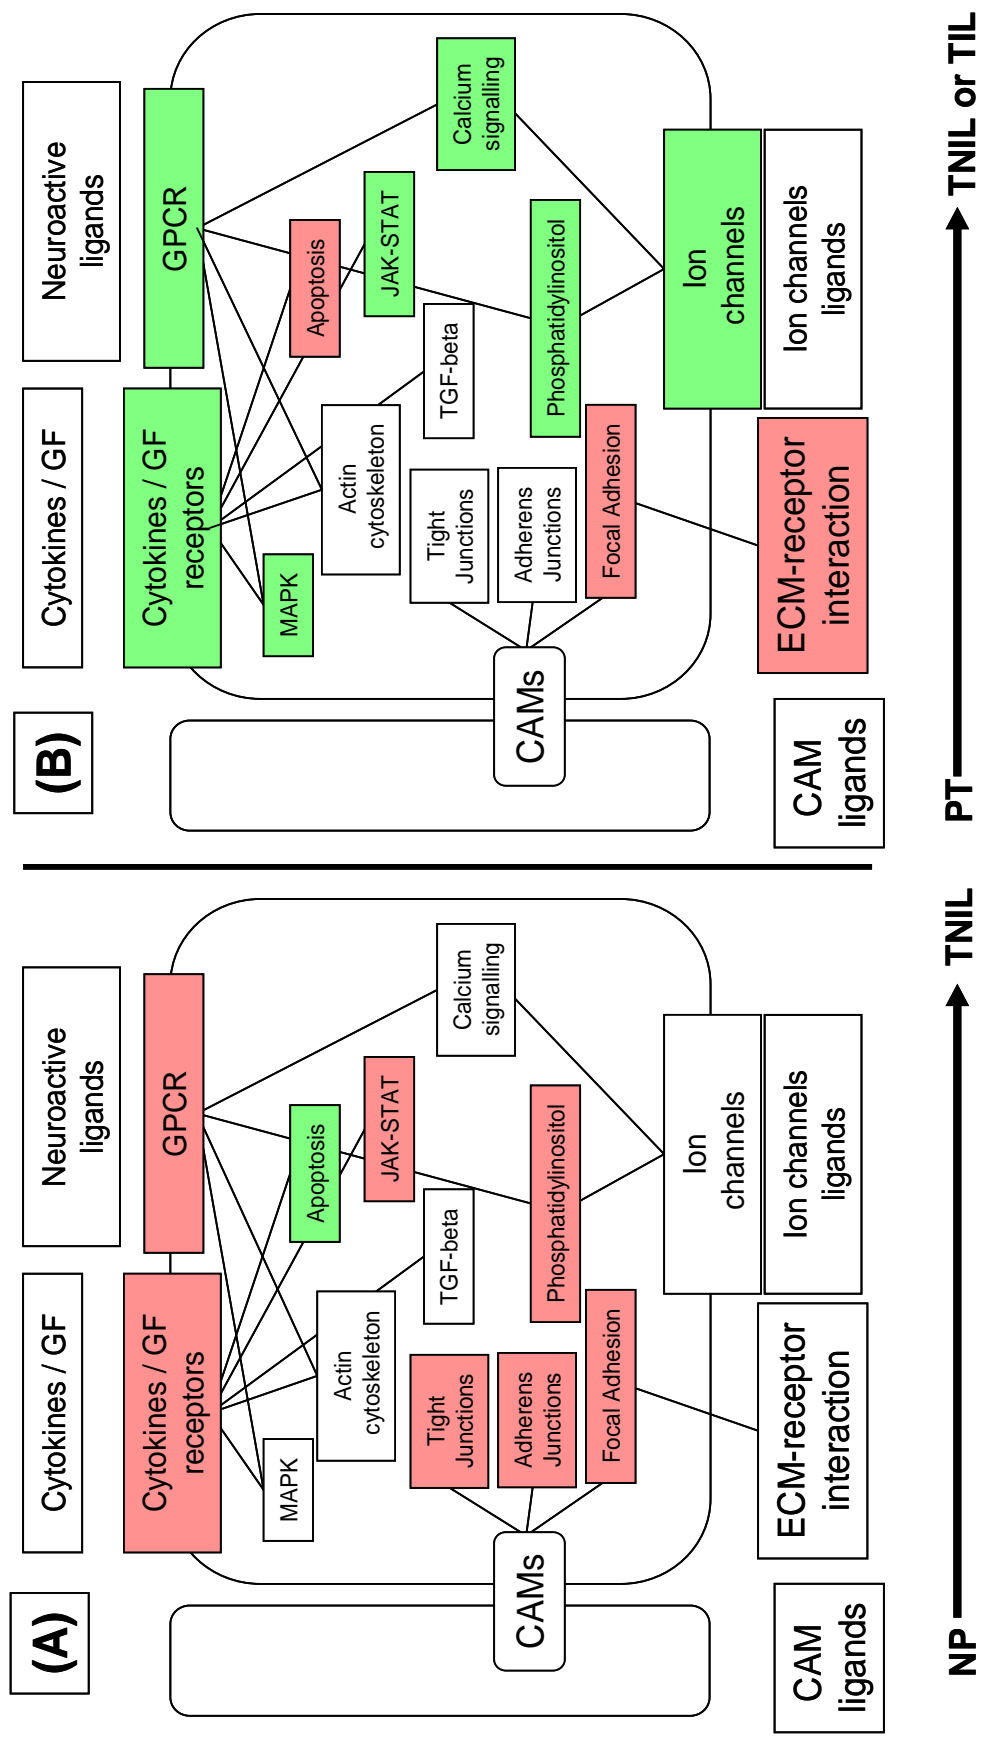 (A)
Cytokines / GF
Neuroactive
ligands
Cytokines / GF
receptors
GPCR
MAPK
Apoptosis
Actin
cytoskeleton
JAK-STAT
TGF-beta
Calcium
signalling
Tight
Junctions
Adherens
Junctions
Phosphatidylinositol
Focal Adhesion
CAMs
Ion
channels
Ion channels
ligands
ECM-receptor
interaction
CAM
ligands
NP
TNIL
(B)
Cytokines / GF
Neuroactive
ligands
Cytokines / GF
receptors
GPCR
MAPK
Apoptosis
Actin
cytoskeleton
JAK-STAT
TGF-beta
Calcium
signalling
Tight
Junctions
Adherens
Junctions
Phosphatidylinositol
Focal Adhesion
CAMs
Ion
channels
Ion channels
ligands
ECM-receptor
interaction
CAM
ligands
PT
TNIL or TIL